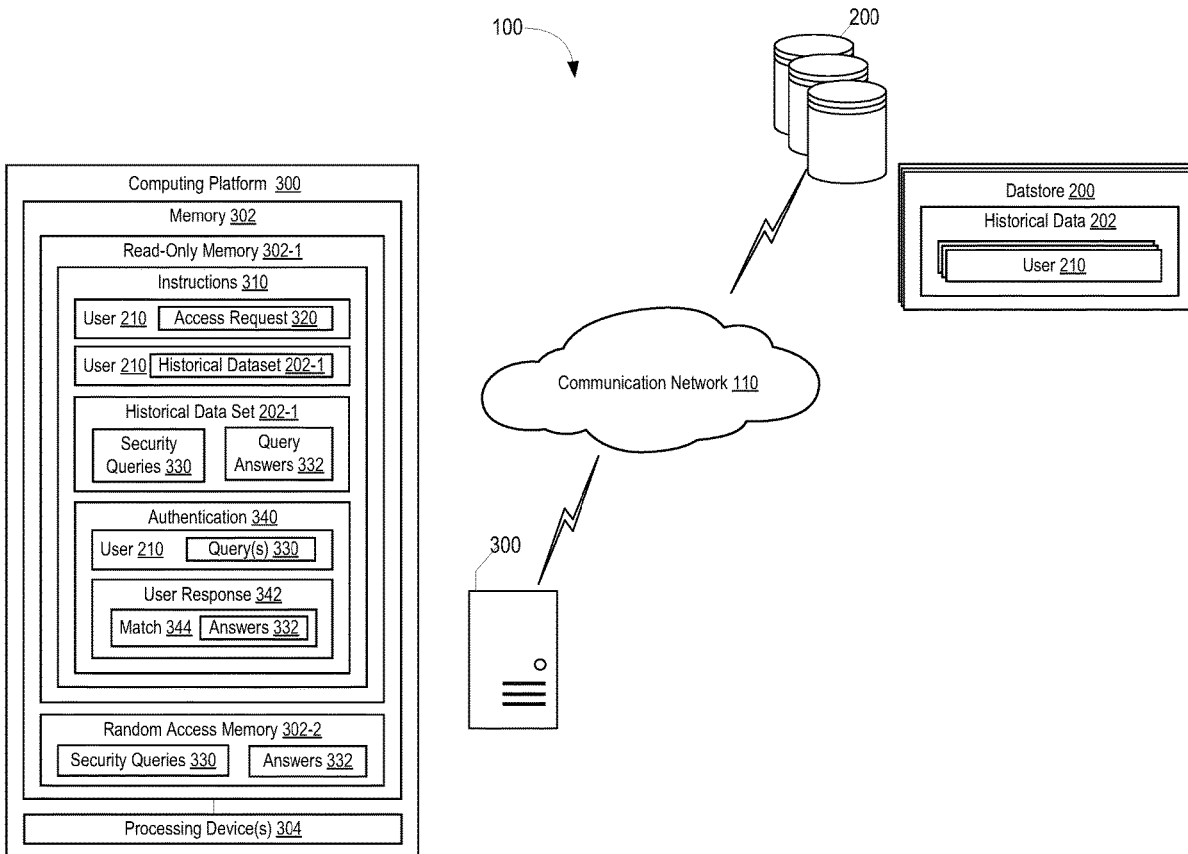 100
200
Computing Platform 300
Memory 302
Read-Only Memory 302-1
Instructions 310
User 210 Access Request 320
User 210 Historical Dataset 202-1
Historical Data Set 202-1
Security Queries 330
Query Answers 332
Authentication 340
User 210 Query(s) 330
User Response 342
Match 344 Answers 332
Random Access Memory 302-2
Security Queries 330 Answers 332
Processing Device(s) 304
Datstore 200
Historical Data 202
User 210
Communication Network 110
300